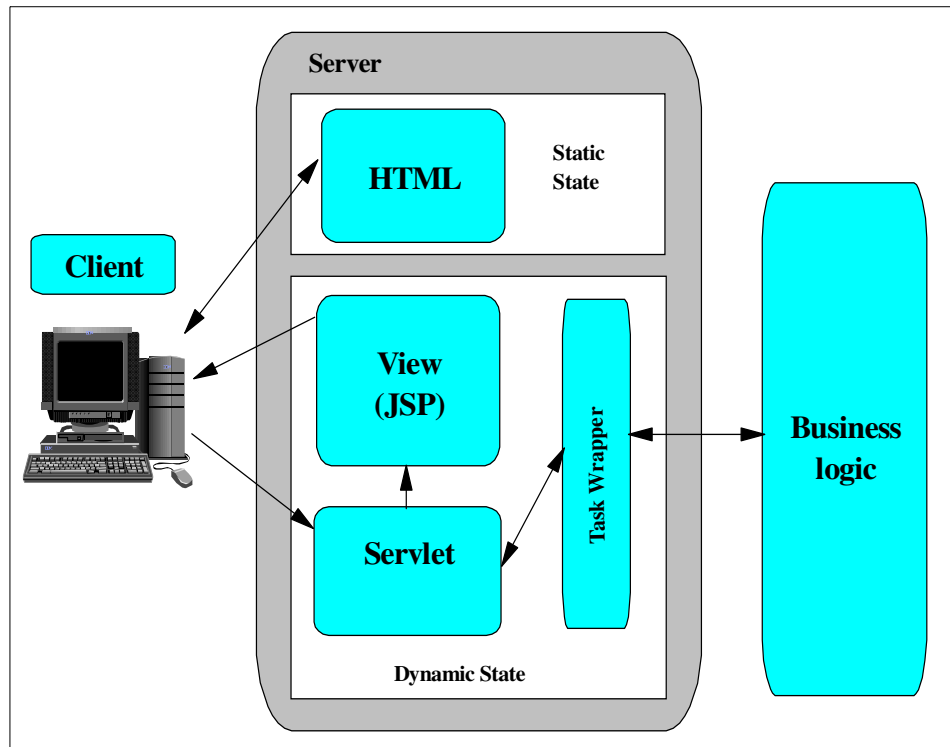 Server
HTML
Static
State
Client
View
(JSP)
Task Wrapper
Business
logic
Servlet
Dynamic State